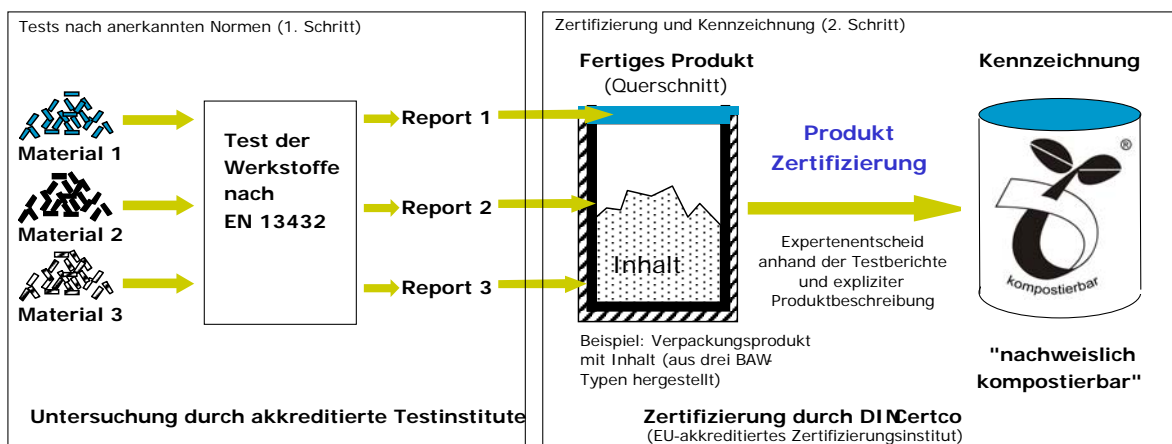 Tests nach anerkannten Normen (1. Schritt)
Material 1
Material 2
Material 3
Test der
Werkstoffe
nach
EN 13432
Report 1
Report 2
Report 3
Untersuchung durch akkreditierte Testinstitute
Zertifizierung und Kennzeichnung (2. Schritt)
Fertiges Produkt
(Querschnitt)
Inhalt
Beispiel: Verpackungsprodukt
mit Inhalt (aus drei BAW-
Typen hergestellt)
Produkt
Zertifizierung
Expertenentscheid
anhand der Testberichte
und expliziter
Produktbeschreibung
Kennzeichnung
®
kompostierbar
"nachweislich
kompostierbar"
Zertifizierung durch DIN Certco
(EU-akkreditiertes Zertifizierungsinstitut)